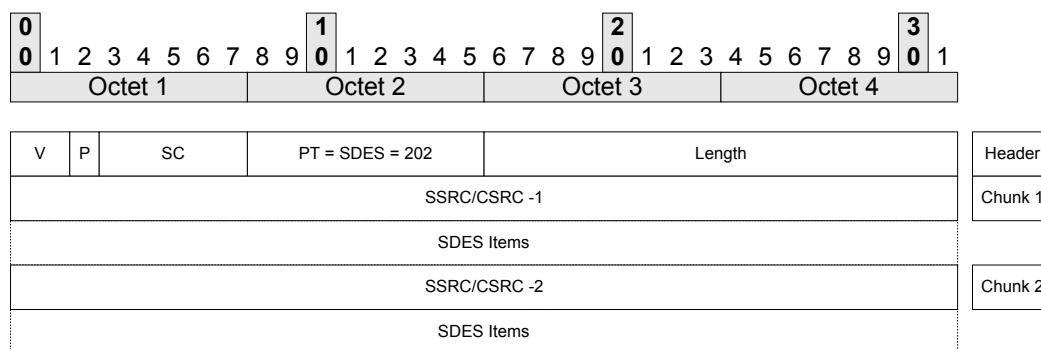 0 1 2 3
0 1 2 3 4 5 6 7 8 9 0 1 2 3 4 5 6 7 8 9 0 1 2 3 4 5 6 7 8 9 0 1
Octet 1 Octet 2 Octet 3 Octet 4
V P SC PT = SDES = 202 Length Header
SSRC/CSRC -1 Chunk 1
SDES Items
SSRC/CSRC -2 Chunk 2
SDES Items